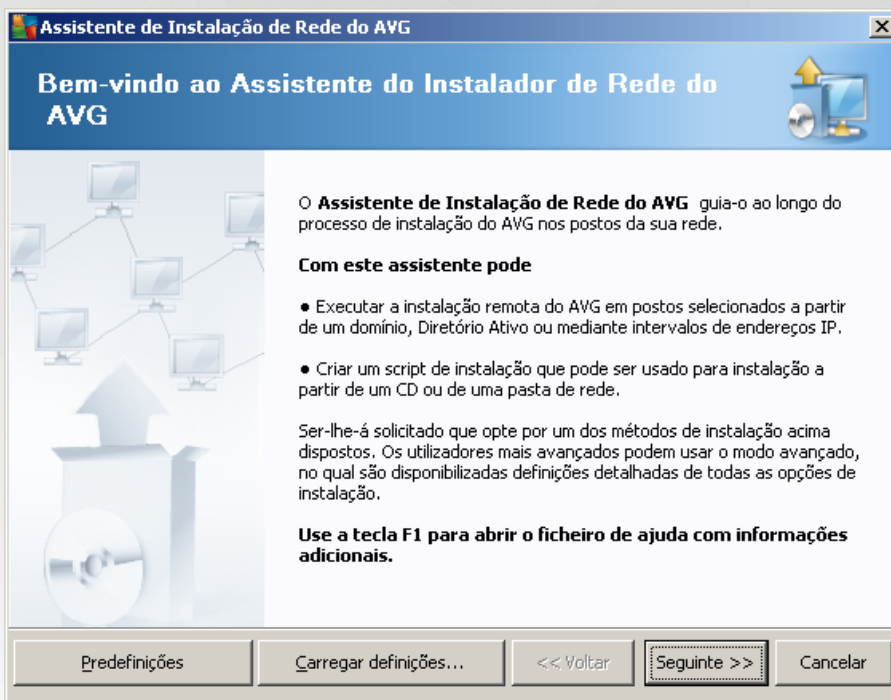 Assistente de Instalação de Rede do AVG
Bem-vindo ao Assistente do Instalador de Rede do
AVG
O Assistente de Instalação de Rede do AVG guia-o ao longo do
processo de instalação do AVG nos postos da sua rede.
Com este assistente pode
● Executar a instalação remota do AVG em postos selecionados a partir
de um domínio, Diretório Ativo ou mediante intervalos de endereços IP.
● Criar um script de instalação que pode ser usado para instalação a
partir de um CD ou de uma pasta de rede.
Ser-lhe-á solicitado que opte por um dos métodos de instalação acima
dispostos. Os utilizadores mais avançados podem usar o modo avançado,
no qual são disponibilizadas definições detalhadas de todas as opções de
instalação.
Use a tecla F1 para abrir o ficheiro de ajuda com informações
adicionais.
Predefinições
Carregar definições...
<< Voltar
Seguinte >>
Cancelar